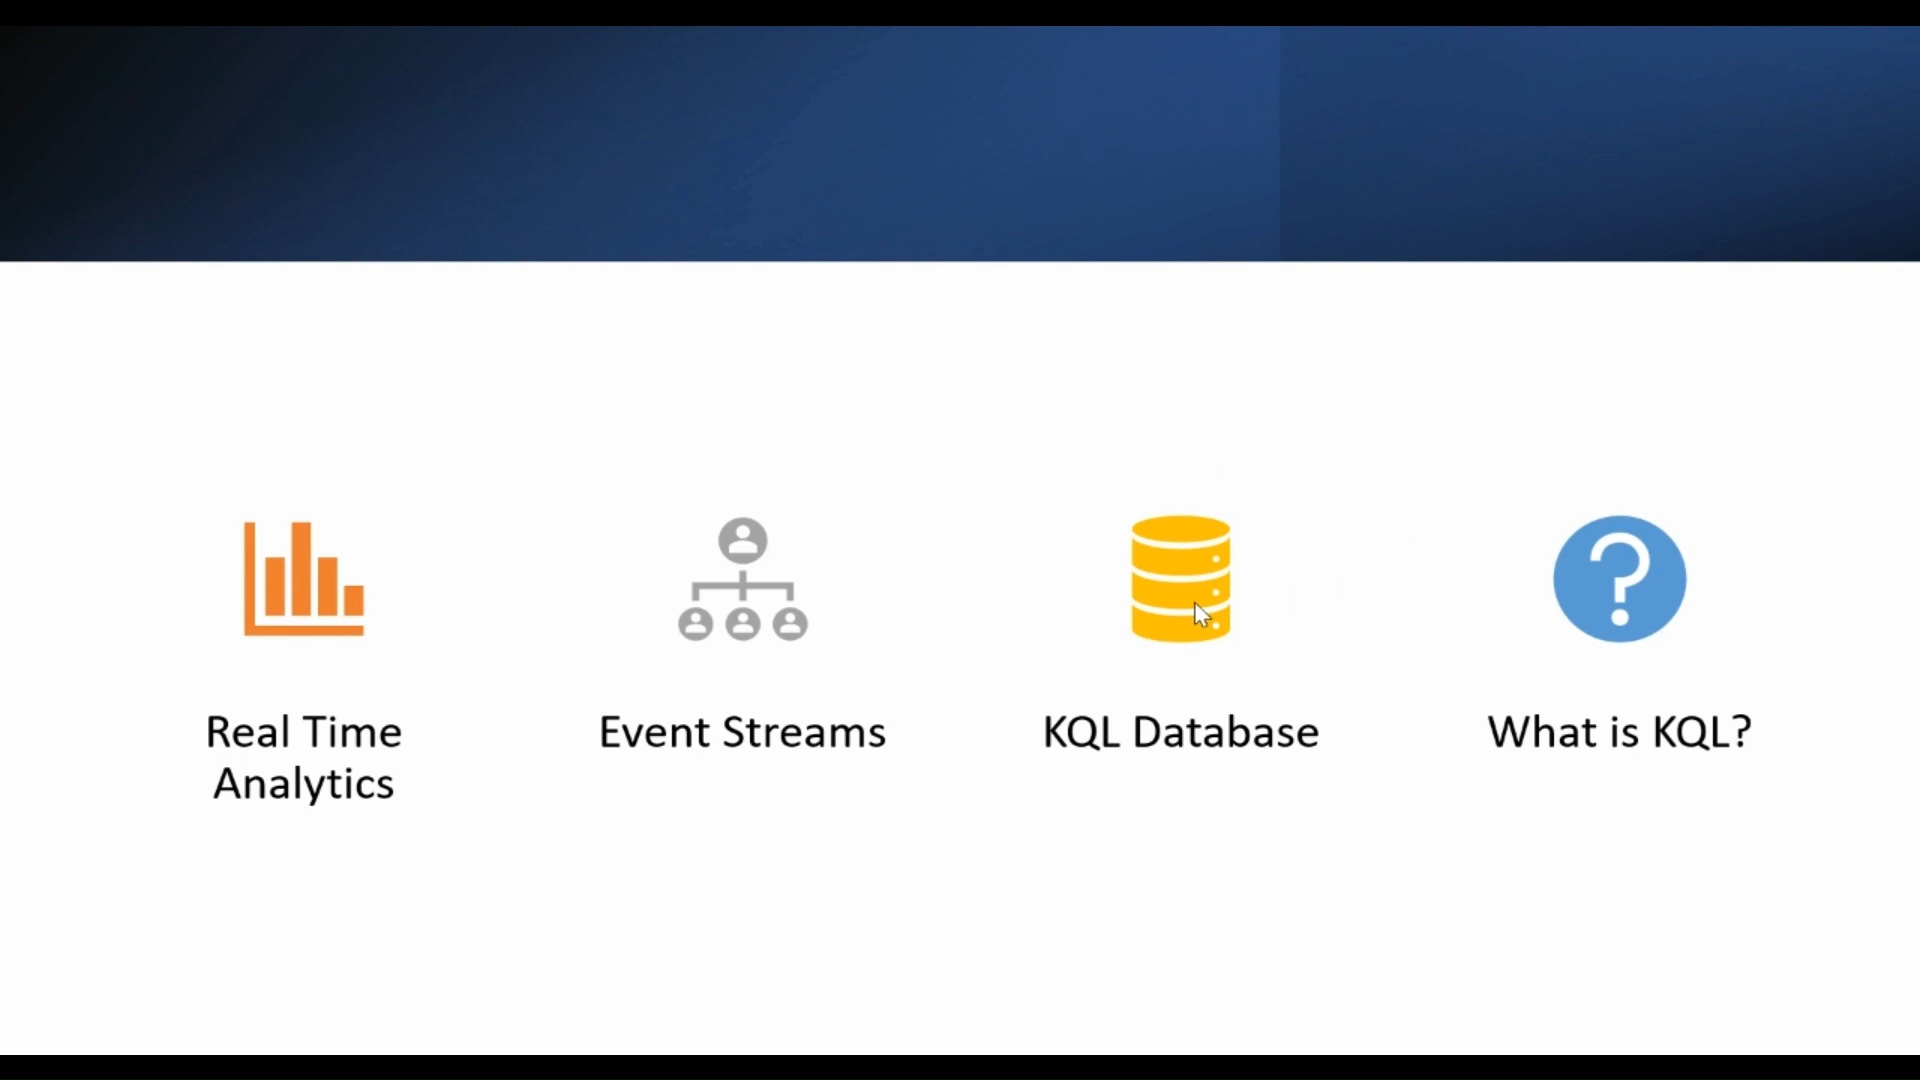 Real Time
Analytics
Event Streams
KQL Database
What is KQL?